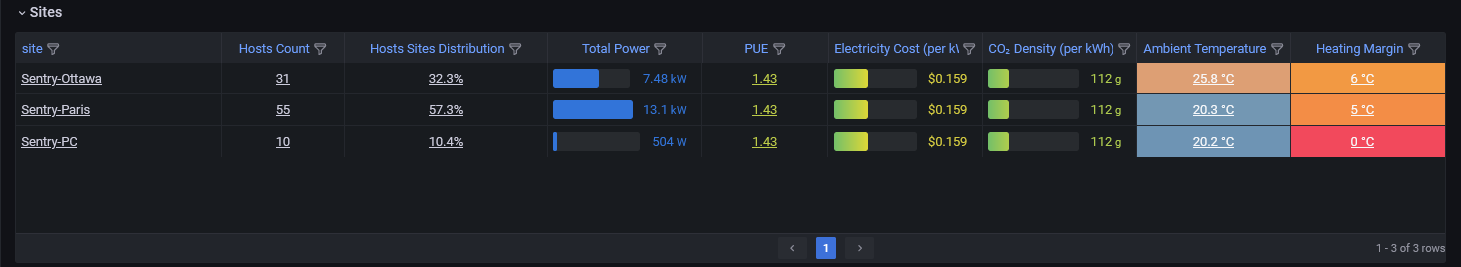 Sites
site Hosts Count Hosts Sites Distribution Total Power PUE Electricity Cost (per k\ CO₂ Density (per kWh) Ambient Temperature Heating Margin
Sentry-Ottawa 31 32.3% 7.48 kW 1.43 $0.159 112 g 25.8 °C 6 °C
Sentry-Paris 55 57.3% 13.1 kW 1.43 $0.159 112 g 20.3 °C 5 °C
Sentry-PC 10 10.4% 504 W 1.43 $0.159 112 g 20.2 °C 0 °C
1
1 - 3 of 3 rows